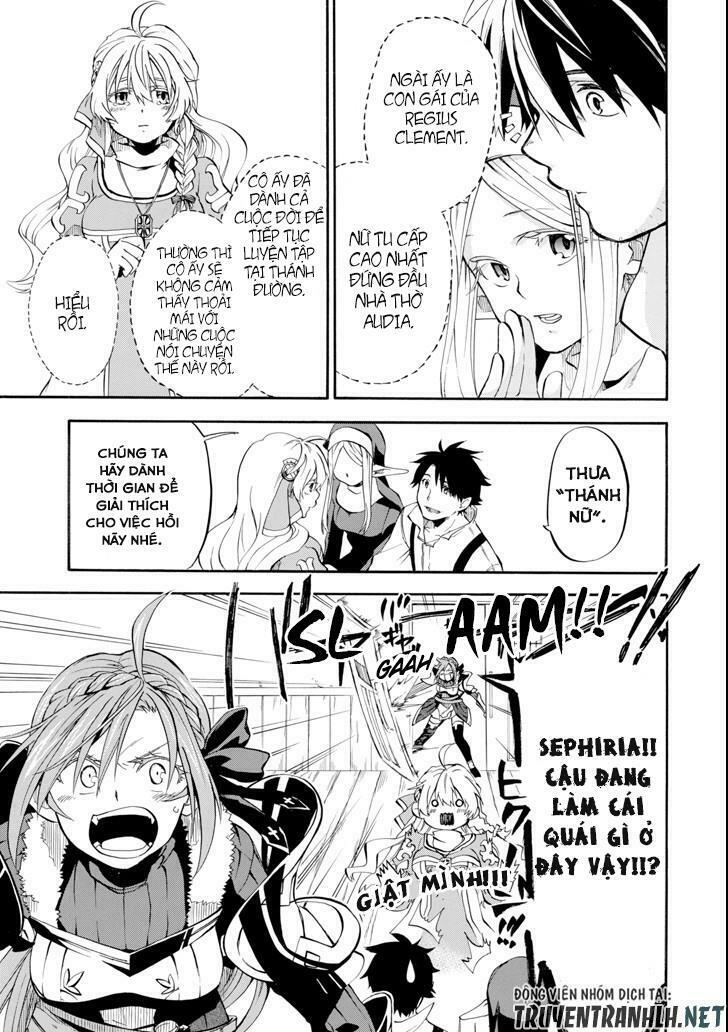 NGÀI ẤY LÀ
CON GÁI CỦA
REGIUS
CLEMENT.
NỮ TU CẤP
CAO NHẤT
ĐỨNG ĐẦU
NHÀ THỜ
AUDIA.
CÔ ẤY ĐÃ
DÀNH CẢ
CUỘC ĐỜI ĐỂ
TIẾP TỤC
LUYỆN TẬP
TẠI THÁNH
ĐƯỜNG.
THƯỜNG THÌ
CÔ ẤY SẼ
KHÔNG CẢM
THẤY THOẢI
MÁI VỚI
NHỮNG CUỘC
NÓI CHUYỆN
THẾ NÀY RỒI.
HIỂU
RỒI.
THƯA
"THÁNH
NỮ".
CHÚNG TA
HÃY DÀNH
THỜI GIAN ĐỂ
GIẢI THÍCH
CHO VIỆC HỒI
NÃY NHÉ.
SL AAM!!
GAAH
SEPHIRIA!!
CẬU ĐANG
LÀM CÁI
QUÁI GÌ Ở
ĐÂY VẬY!!?
GIẬT MÌNH!!!
ĐỘNG VIÊN NHÓM DỊCH TẠI:
TRUYENTRANHLH.NET